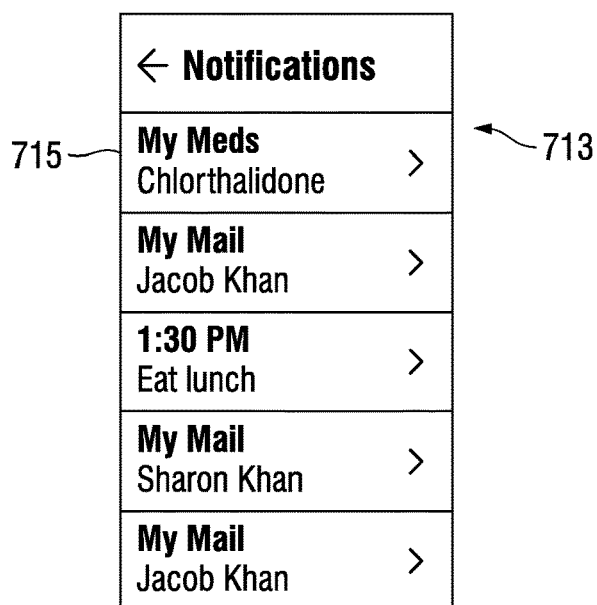 ← Notifications
715
My Meds
Chlorthalidone
713
My Mail
Jacob Khan
1:30 PM
Eat lunch
My Mail
Sharon Khan
My Mail
Jacob Khan